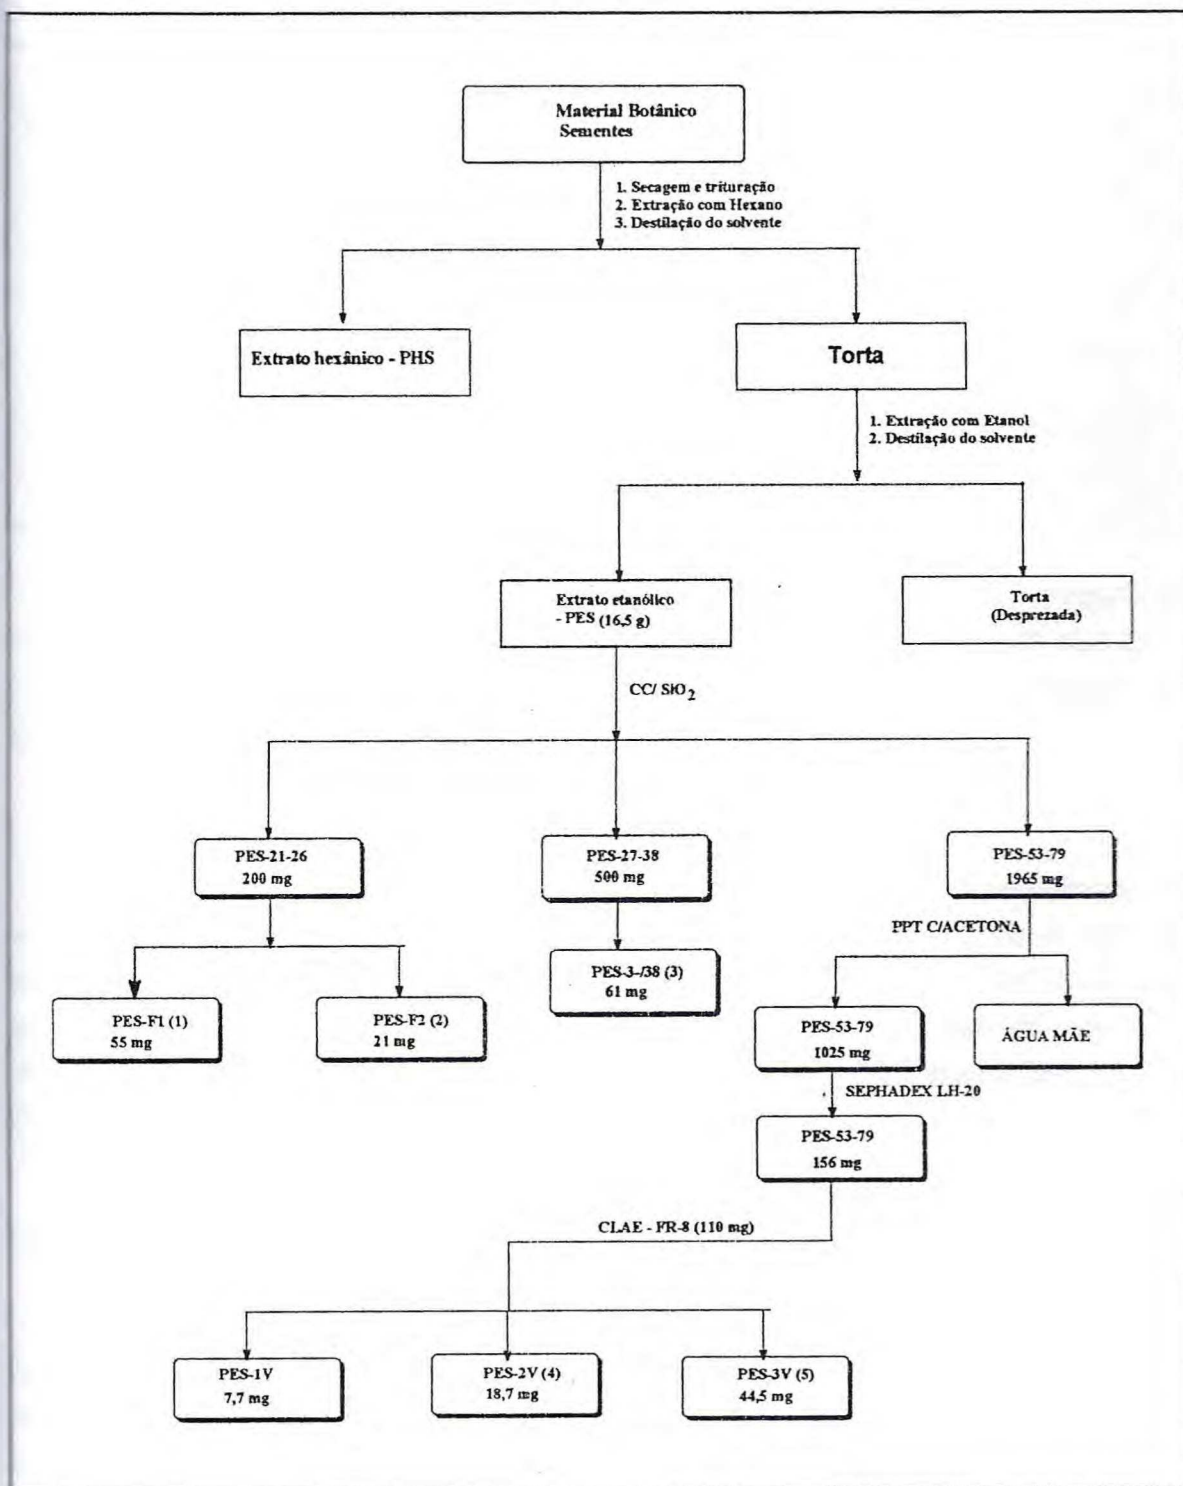 Material Botânico
Sementes
1. Secagem e trituração
2. Extração com Hexano
3. Destilação do solvente
Extrato hexânico - PHS
Torta
1. Extração com Etanol
2. Destilação do solvente
Extrato etanólico
- PES (16,5 g)
Torta
(Desprezada)
CC/ SiO2
PES-21-26
200 mg
PES-27-38
500 mg
PES-53-79
1965 mg
PPT C/ACETONA
PES-F1 (1)
55 mg
PES-F2 (2)
21 mg
PES-3-/38 (3)
61 mg
PES-53-79
1025 mg
ÁGUA MÃE
SEPHADEX LH-20
PES-53-79
156 mg
CLAE - FR-8 (110 mg)
PES-1V
7,7 mg
PES-2V (4)
18,7 mg
PES-3V (5)
44,5 mg